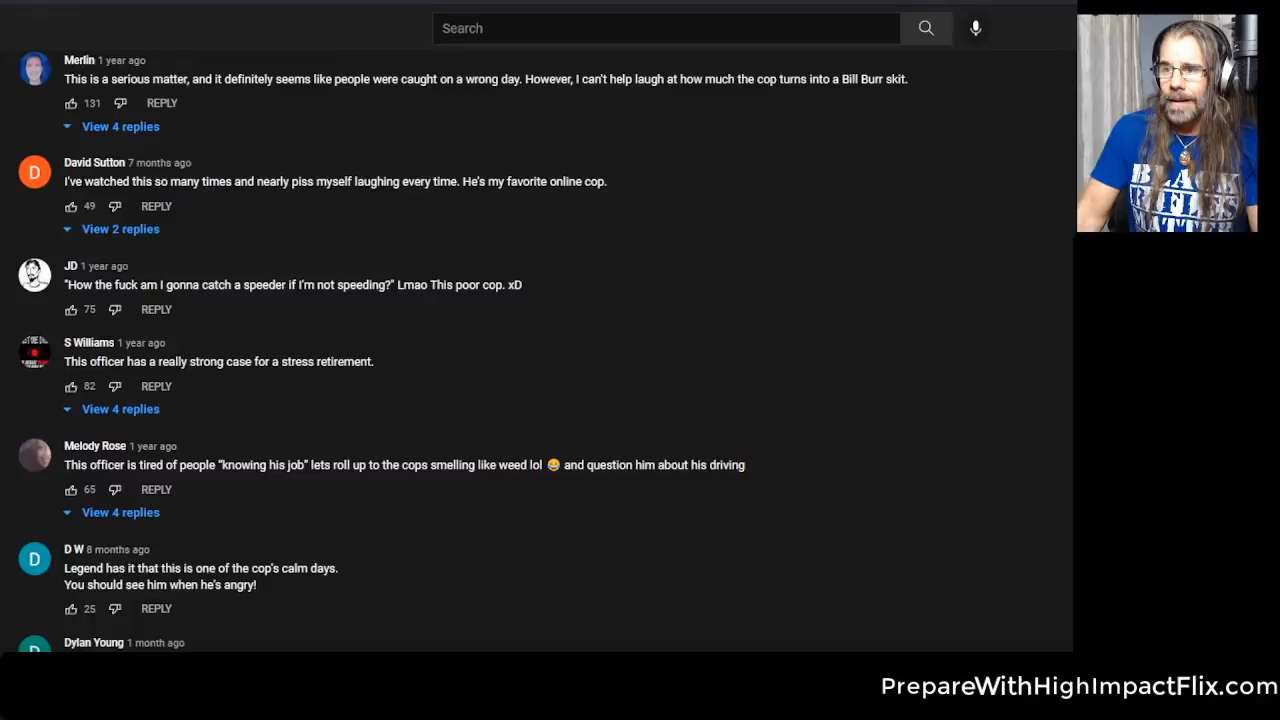 Search
Merlin 1 year ago
This is a serious matter, and it definitely seems like people were caught on a wrong day. However, I can't help laugh at how much the cop turns into a Bill Burr skit.
131 REPLY
View 4 replies
D
David Sutton 7 months ago
I've watched this so many times and nearly piss myself laughing every time. He's my favorite online cop.
49 REPLY
View 2 replies
JD 1 year ago
"How the fuck am I gonna catch a speeder if I'm not speeding?" Lmao This poor cop. xD
75 REPLY
S Williams 1 year ago
This officer has a really strong case for a stress retirement.
82 REPLY
View 4 replies
Melody Rose 1 year ago
This officer is tired of people "knowing his job" lets roll up to the cops smelling like weed lol 😂 and question him about his driving
65 REPLY
View 4 replies
D
D W 8 months ago
Legend has it that this is one of the cop's calm days.
You should see him when he's angry!
25 REPLY
D
Dylan Young 1 month ago
BLACK
RIFLES
MATTER
PrepareWithHighImpactFlix.com